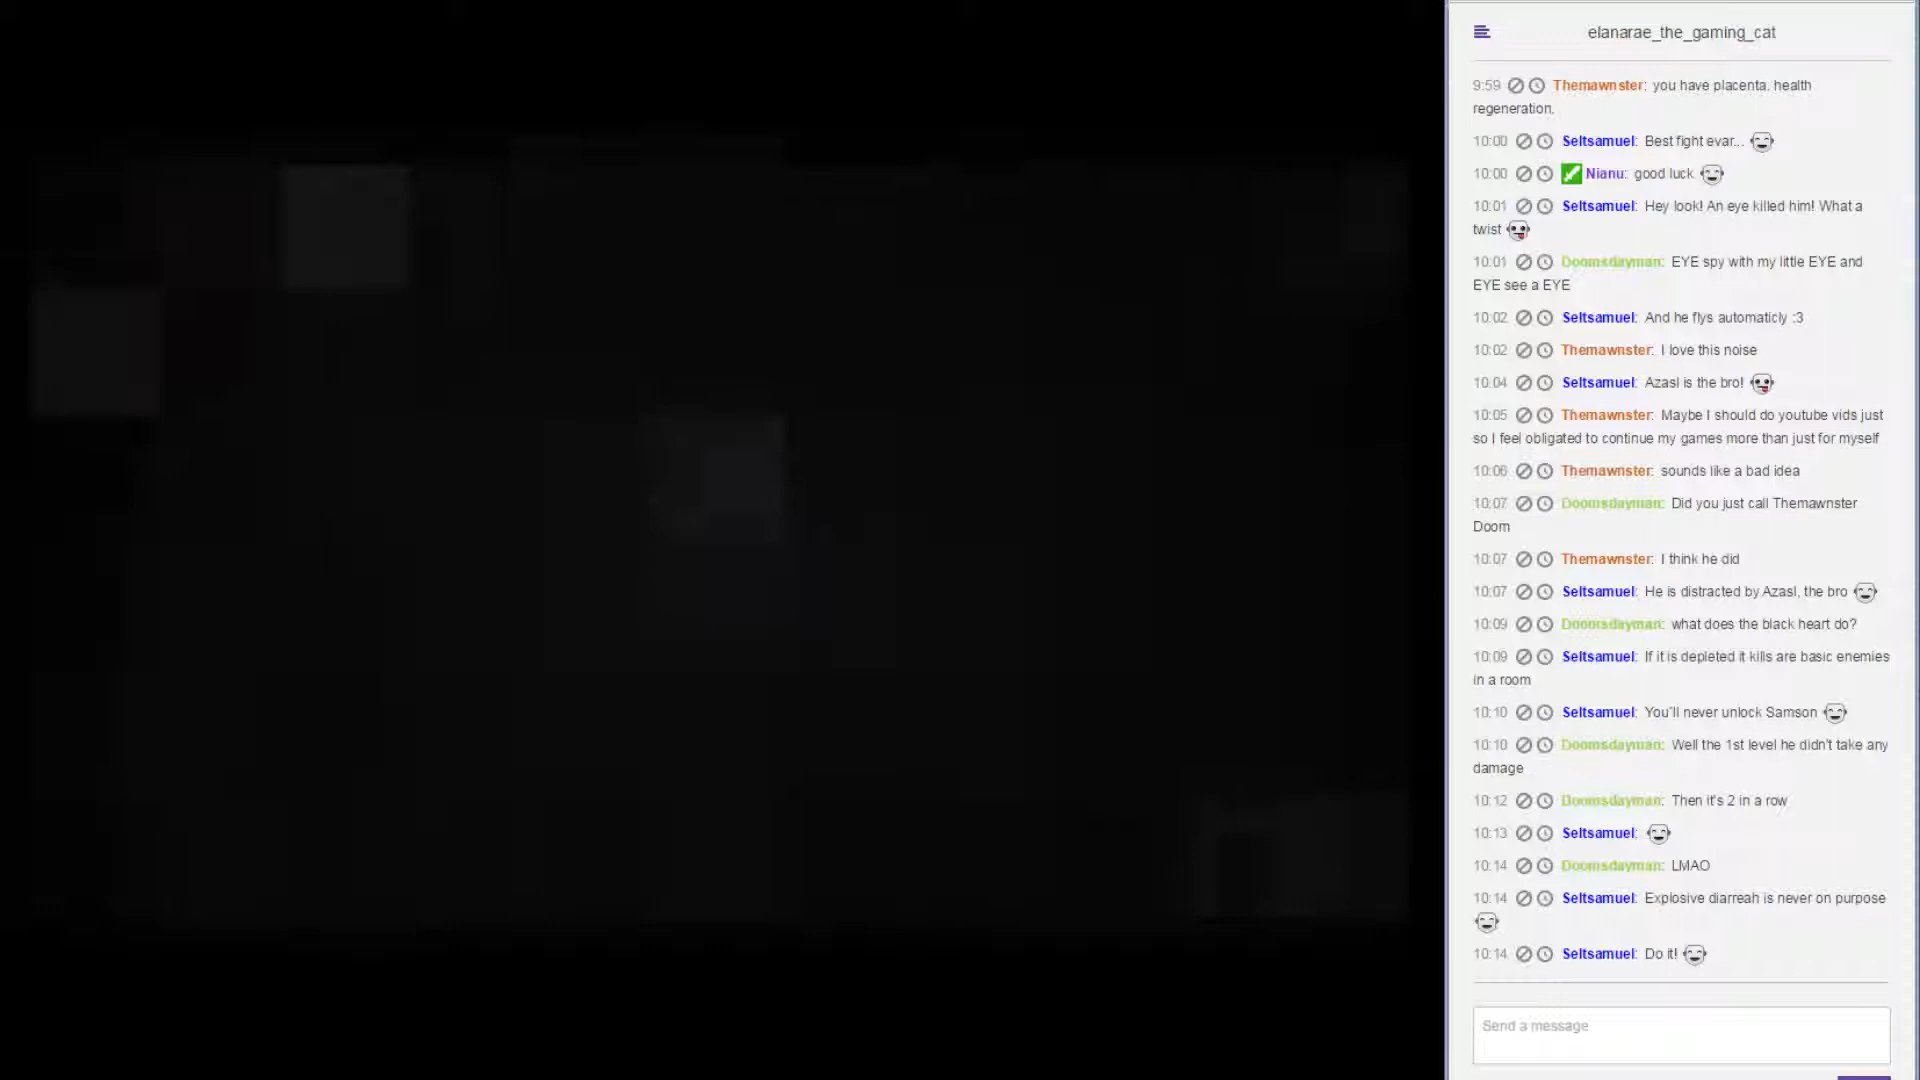 elanarae_the_gaming_cat
9:59 Themawnster: you have placenta. health
regeneration.
10:00 Seltsamuel: Best fight evar...
10:00 Nianu: good luck
10:01 Seltsamuel: Hey look! An eye killed him! What a
twist
10:01 Doomsdayman: EYE spy with my little EYE and
EYE see a EYE
10:02 Seltsamuel: And he flys automaticly :3
10:02 Themawnster: I love this noise
10:04 Seltsamuel: Azasl is the bro!
10:05 Themawnster: Maybe I should do youtube vids just
so I feel obligated to continue my games more than just for myself
10:06 Themawnster: sounds like a bad idea
10:07 Doomsdayman: Did you just call Themawnster
Doom
10:07 Themawnster: I think he did
10:07 Seltsamuel: He is distracted by Azasl, the bro
10:09 Doomsdayman: what does the black heart do?
10:09 Seltsamuel: If it is depleted it kills are basic enemies
in a room
10:10 Seltsamuel: You'll never unlock Samson
10:10 Doomsdayman: Well the 1st level he didn't take any
damage
10:12 Doomsdayman: Then it's 2 in a row
10:13 Seltsamuel:
10:14 Doomsdayman: LMAO
10:14 Seltsamuel: Explosive diarreah is never on purpose
10:14 Seltsamuel: Do it!
Send a message